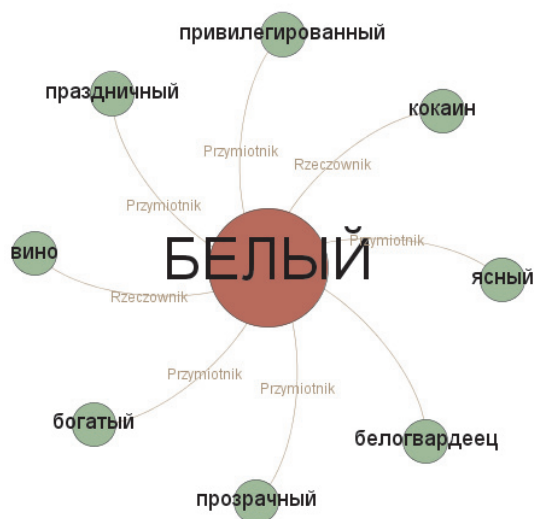 привилегированный
праздничный
кокаин
Przymiotnik
Rzeczownik
Przymiotnik
Przymiotnik
вино
БЕЛЫЙ
ясный
Rzeczownik
Przymiotnik
Przymiotnik
богатый
белогвардеец
прозрачный